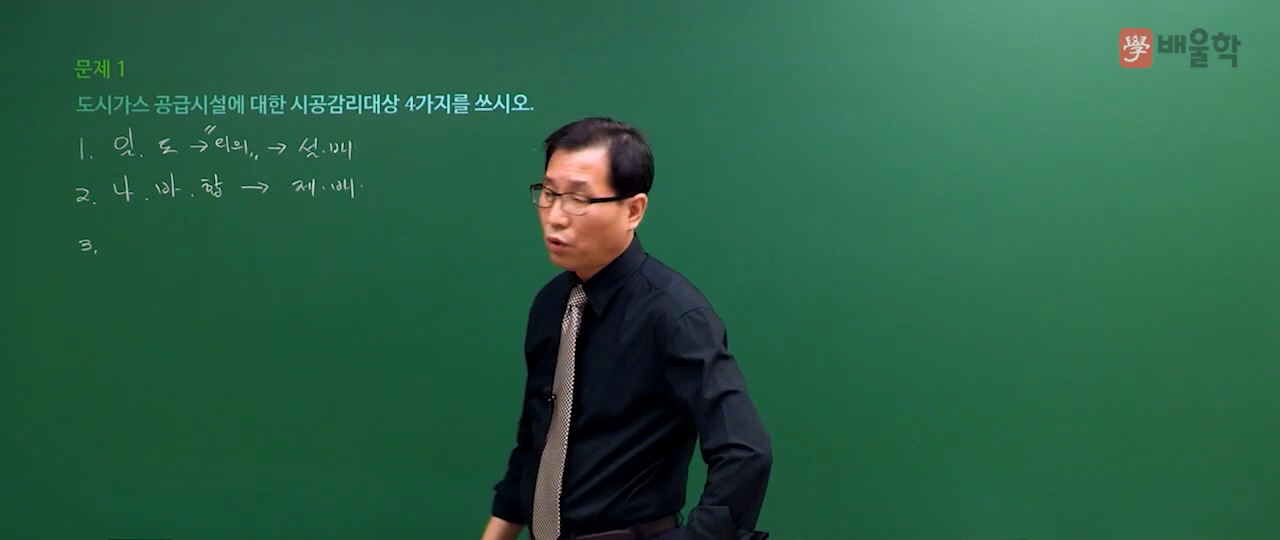 學 배울학
문제 1
도시가스 공급시설에 대한 시공감리대상 4가지를 쓰시오.
1. 일. 도 → "외의" → 설.배.
2. 나. 바. 합 → 제.배.
3.